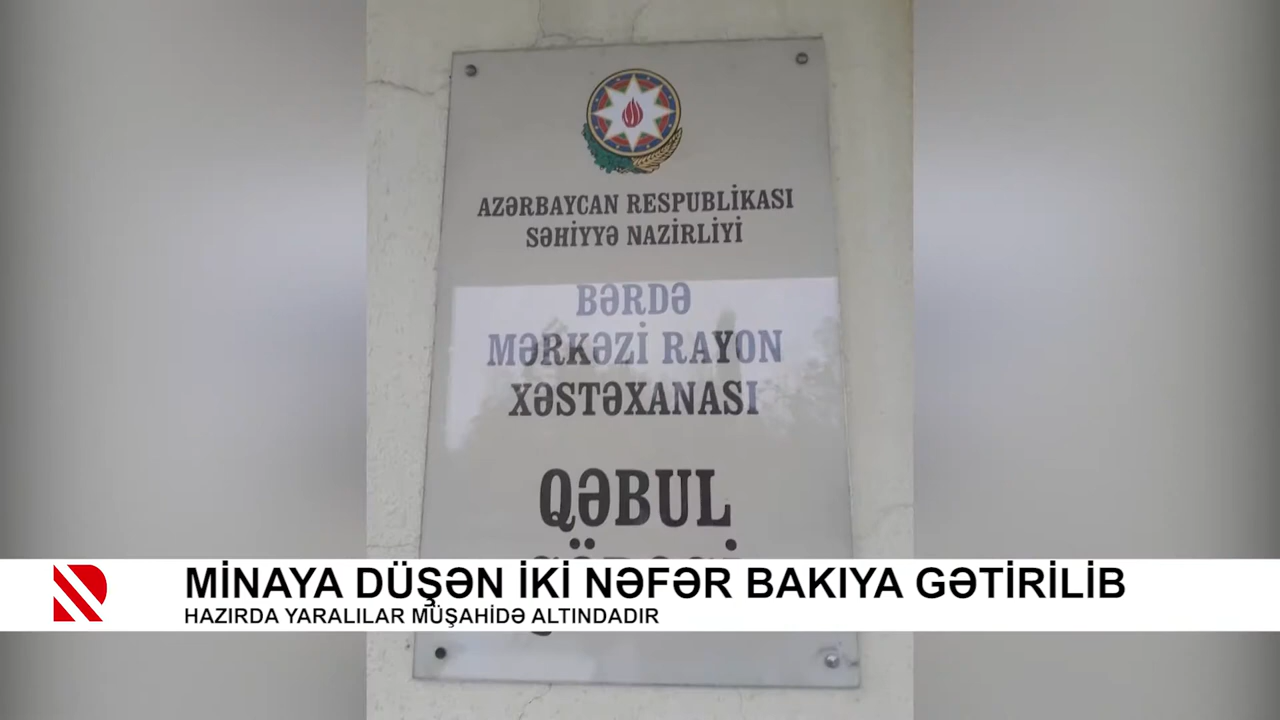 AZƏRBAYCAN RESPUBLİKASI
SƏHİYYƏ NAZİRLİYİ
BƏRDƏ
MƏRKƏZİ RAYON
XƏSTƏXANASI
QƏBUL
MİNAYA DÜŞƏN İKİ NƏFƏR BAKIYA GƏTİRİLİB
HAZIRDA YARALILAR MÜŞAHİDƏ ALTINDADIR